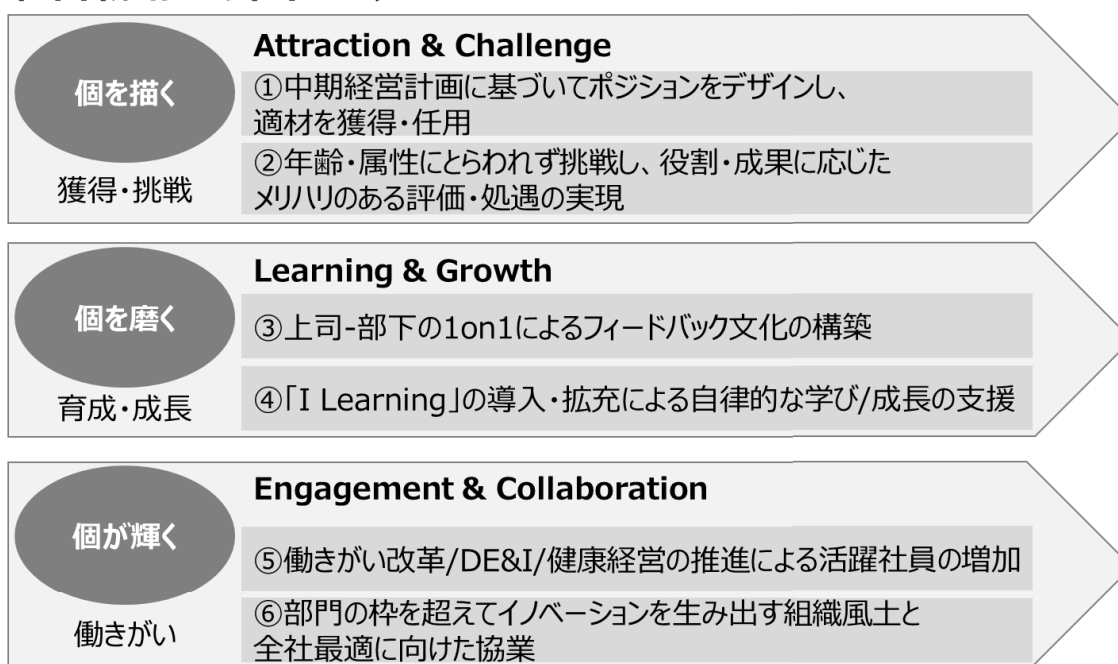 個を描く
獲得・挑戦
Attraction & Challenge
①中期経営計画に基づいてポジションをデザインし、
適材を獲得・任用
②年齢・属性にとらわれず挑戦し、役割・成果に応じた
メリハリのある評価・処遇の実現
個を磨く
育成・成長
Learning & Growth
③上司-部下の1on1によるフィードバック文化の構築
④「I Learning」の導入・拡充による自律的な学び/成長の支援
個が輝く
働きがい
Engagement & Collaboration
⑤働きがい改革/DE&I/健康経営の推進による活躍社員の増加
⑥部門の枠を超えてイノベーションを生み出す組織風土と
全社最適に向けた協業